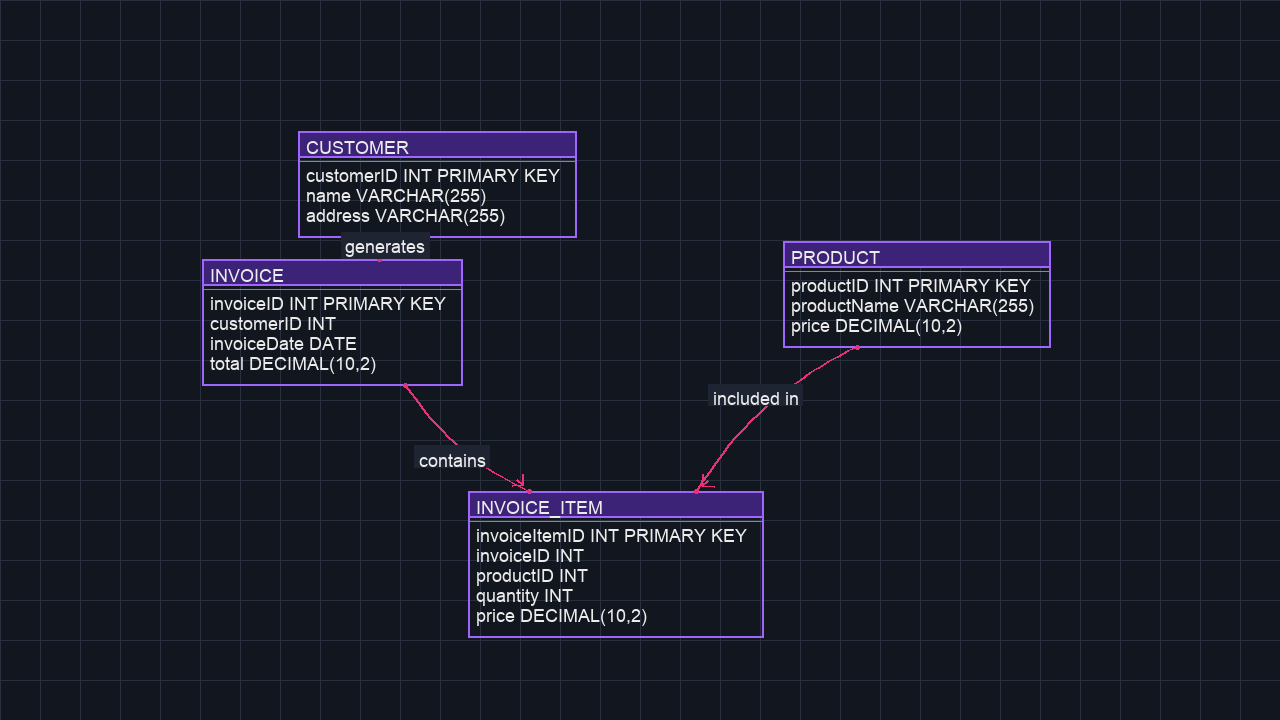 CUSTOMER
customerID INT PRIMARY KEY
name VARCHAR(255)
address VARCHAR(255)
generates
INVOICE
invoiceID INT PRIMARY KEY
customerID INT
invoiceDate DATE
total DECIMAL(10,2)
PRODUCT
productID INT PRIMARY KEY
productName VARCHAR(255)
price DECIMAL(10,2)
included in
contains
INVOICE_ITEM
invoiceItemID INT PRIMARY KEY
invoiceID INT
productID INT
quantity INT
price DECIMAL(10,2)